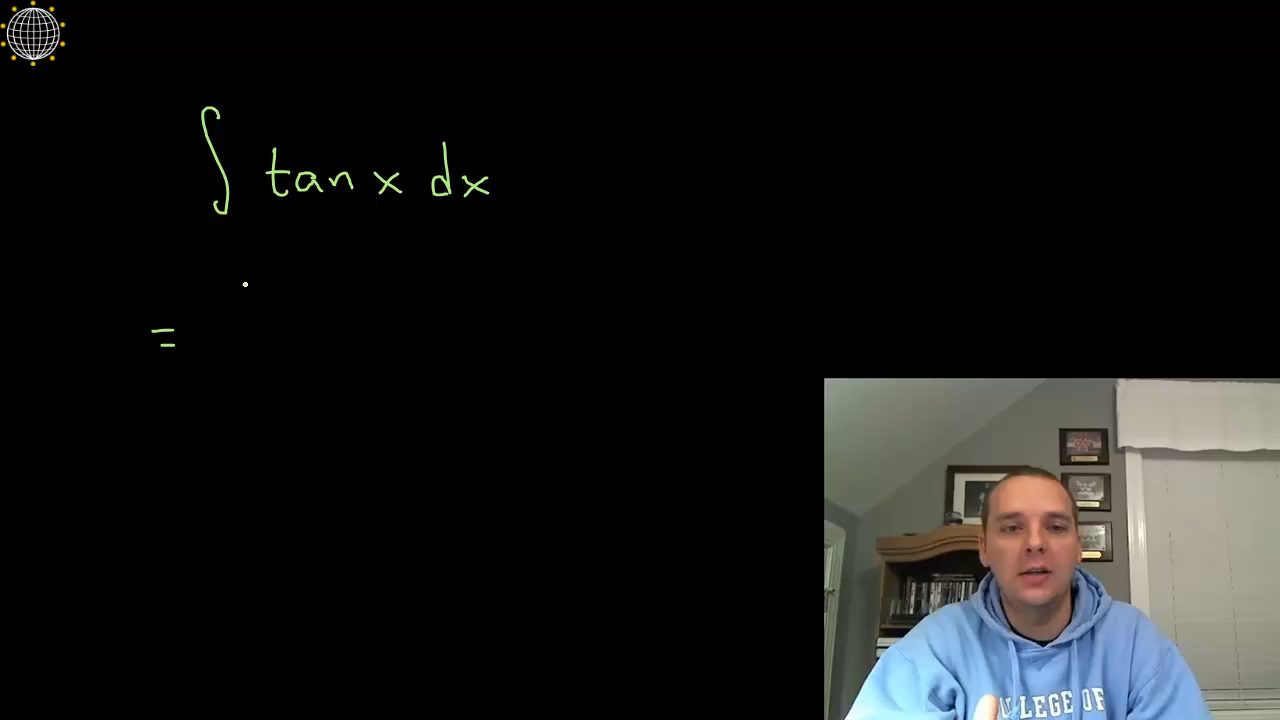 ∫ tan x dx
=
COLLEGE OF